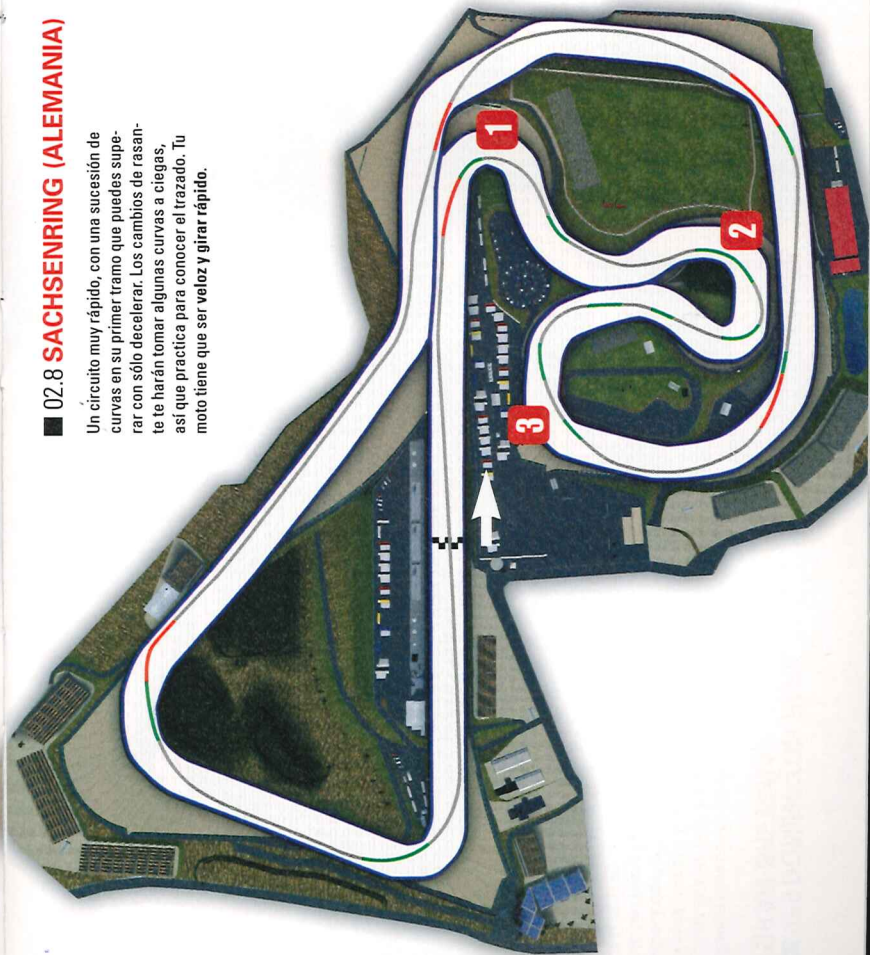 02.8 SACHSENRING (ALEMANIA)
Un circuito muy rápido, con una sucesión de
curvas en su primer tramo que puedes supe-
rar con sólo decelerar. Los cambios de rasan-
te te harán tomar algunas curvas a ciegas,
así que practica para conocer el trazado. Tu
moto tiene que ser veloz y girar rápido.
1
2
3